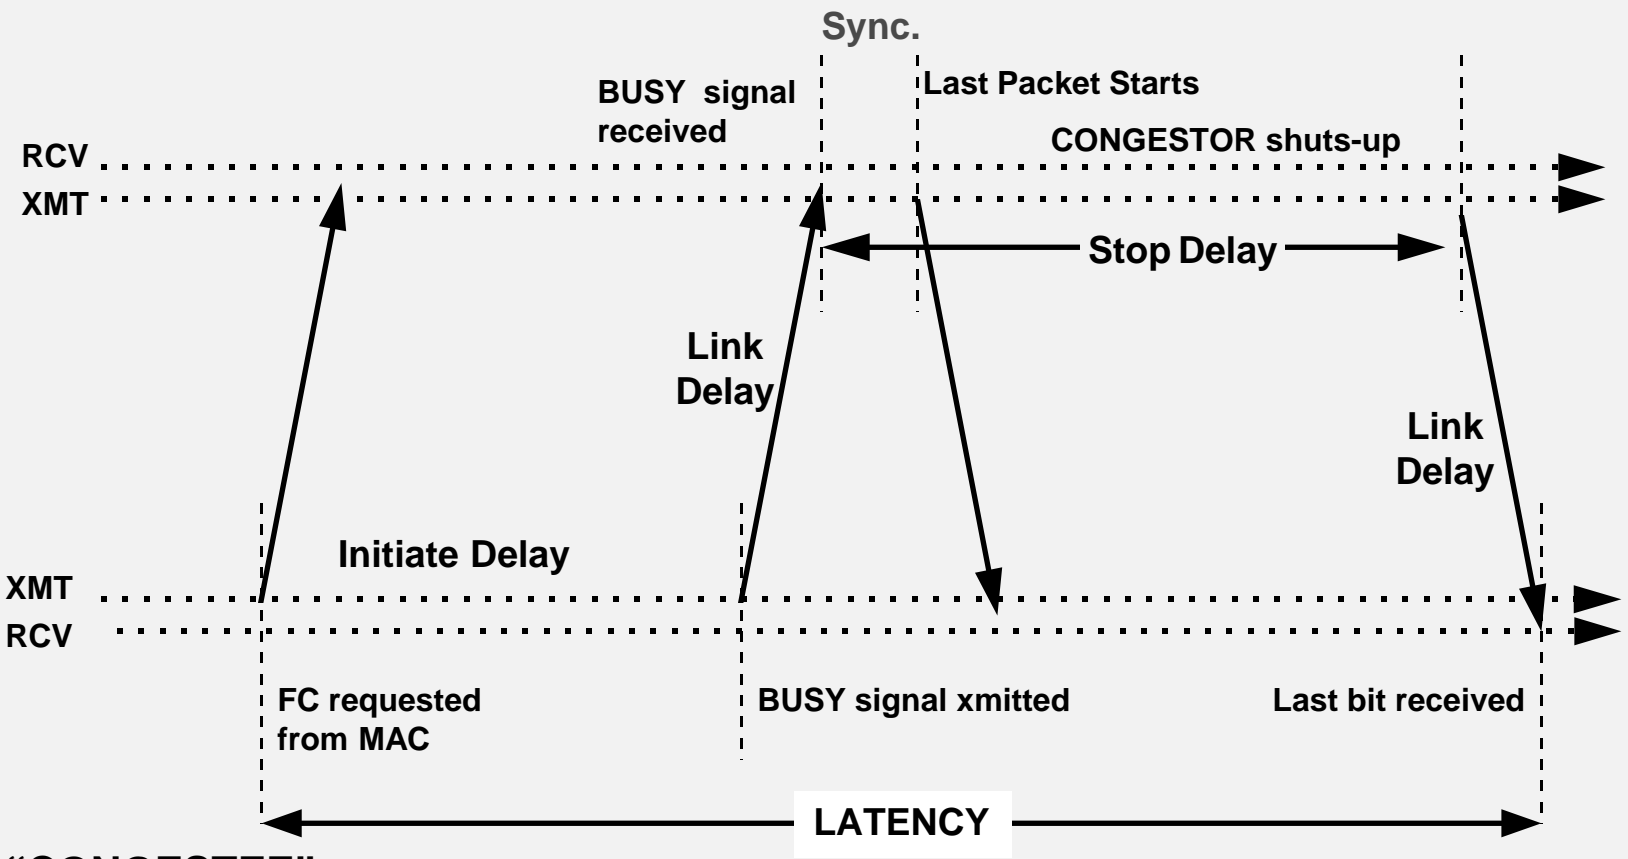 Sync.
BUSY signal
received
Last Packet Starts
CONGESTOR shuts-up
RCV
XMT
Stop Delay
Link
Delay
Link
Delay
Initiate Delay
XMT
RCV
FC requested
from MAC
BUSY signal xmitted
Last bit received
LATENCY